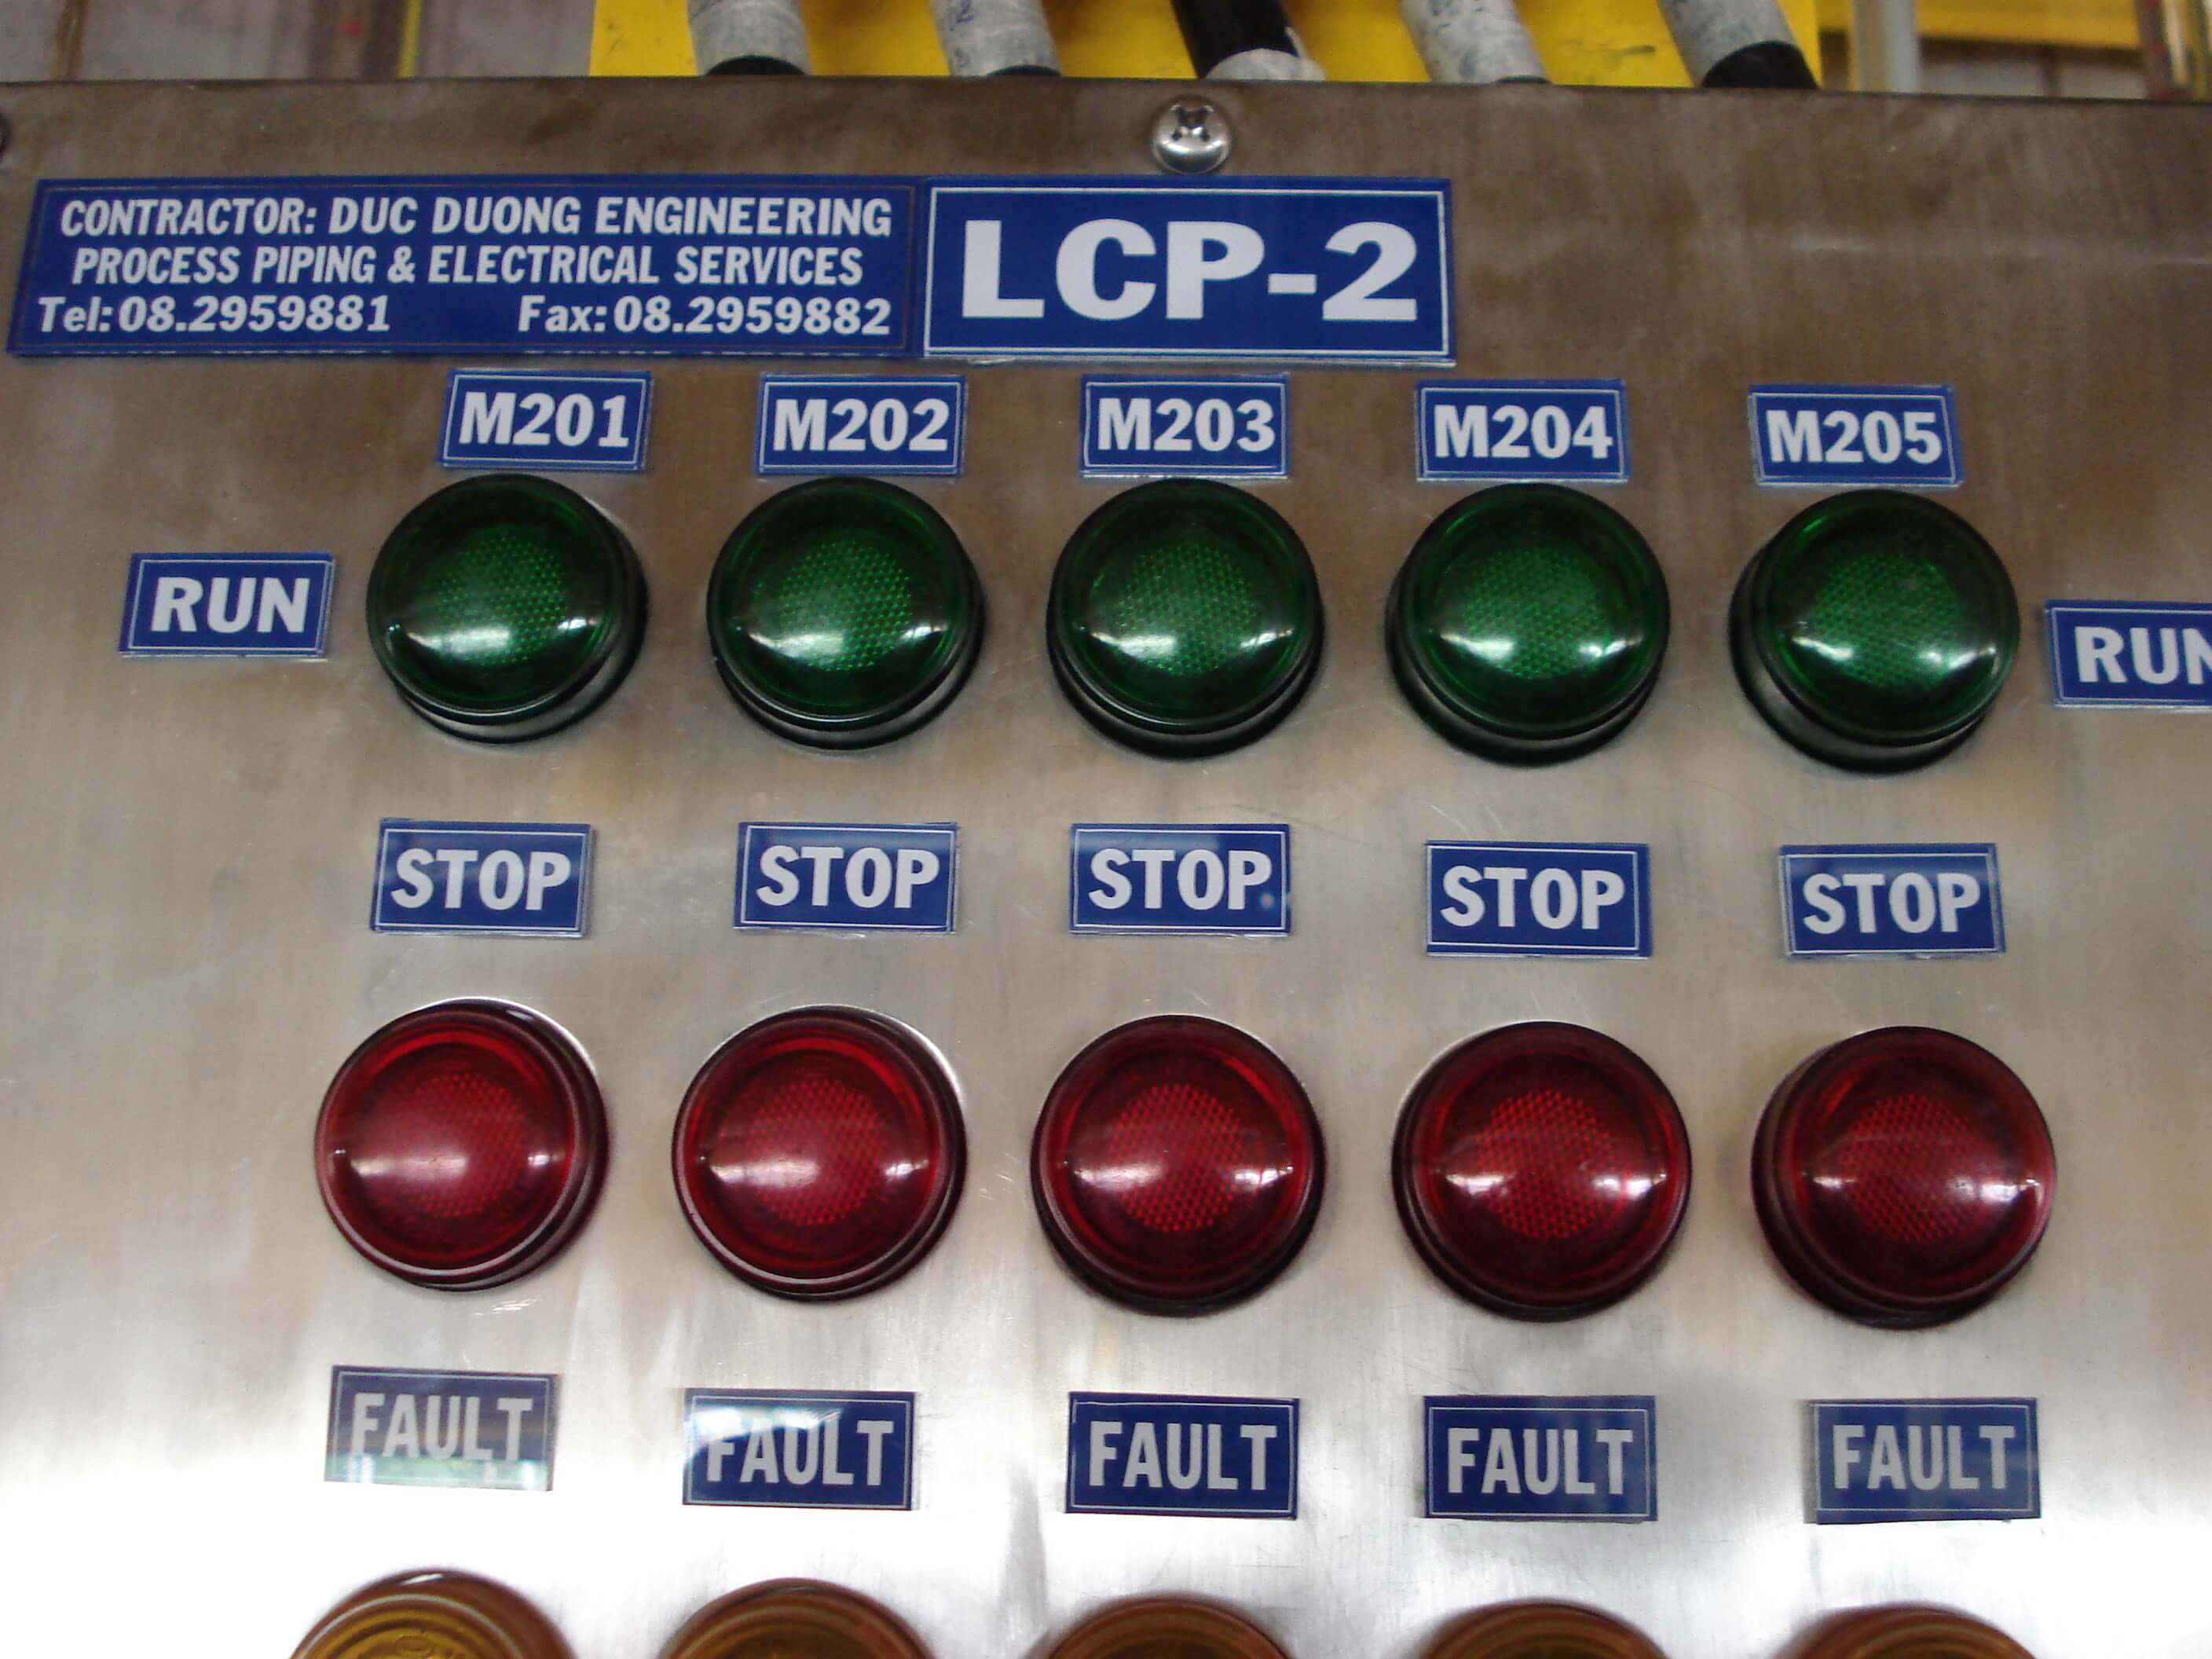 CONTRACTOR: DUC DUONG ENGINEERING
PROCESS PIPING & ELECTRICAL SERVICES
Tel: 08.2959881 Fax: 08.2959882
LCP-2
M201 M202 M203 M204 M205
RUN RUN
STOP STOP STOP STOP STOP
FAULT FAULT FAULT FAULT FAULT